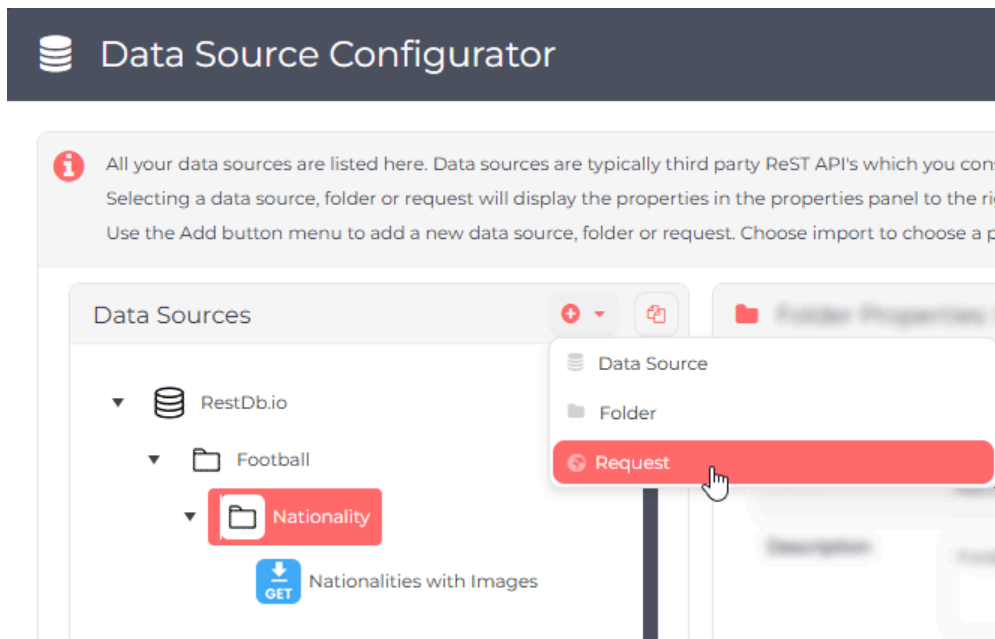 Data Source Configurator
All your data sources are listed here. Data sources are typically third party ReST API's which you con
Selecting a data source, folder or request will display the properties in the properties panel to the ri
Use the Add button menu to add a new data source, folder or request. Choose import to choose a p
Data Sources
Data Source
RestDb.io
Folder
Football
Request
Nationality
GET
Nationalities with Images